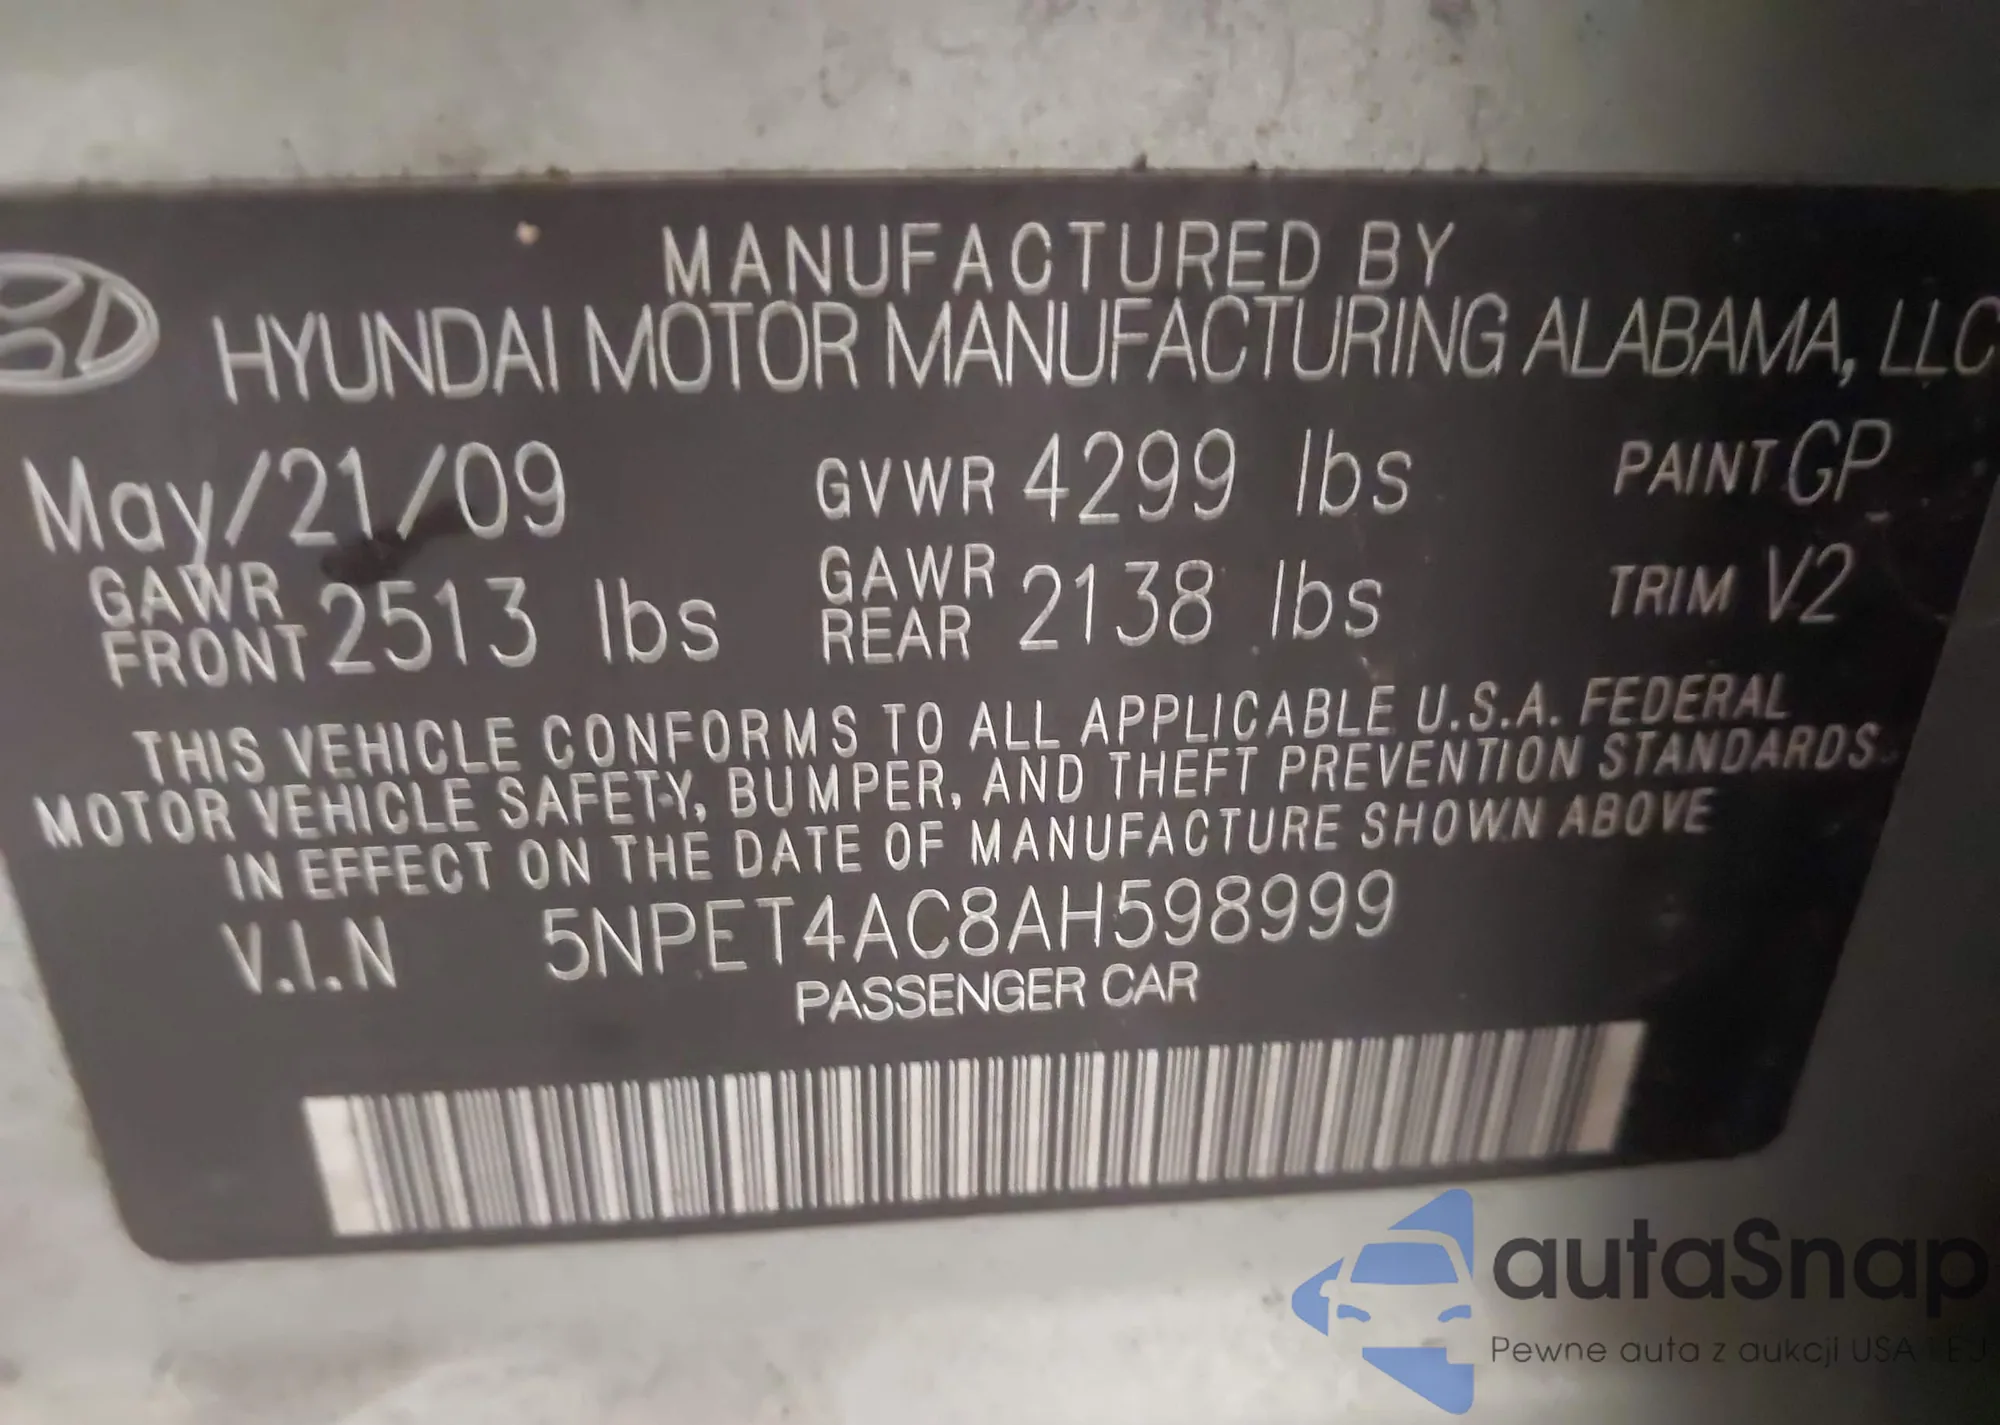 MANUFACTURED BY
HYUNDAI MOTOR MANUFACTURING ALABAMA, LLC
May/21/09 GVWR 4299 lbs PAINT GP
GAWR FRONT 2513 lbs GAWR REAR 2138 lbs TRIM V2
THIS VEHICLE CONFORMS TO ALL APPLICABLE U.S.A. FEDERAL
MOTOR VEHICLE SAFETY, BUMPER, AND THEFT PREVENTION STANDARDS
IN EFFECT ON THE DATE OF MANUFACTURE SHOWN ABOVE
V.I.N 5NPET4AC8AH598999
PASSENGER CAR
autaSnap
Pewne auta z aukcji USA i EU